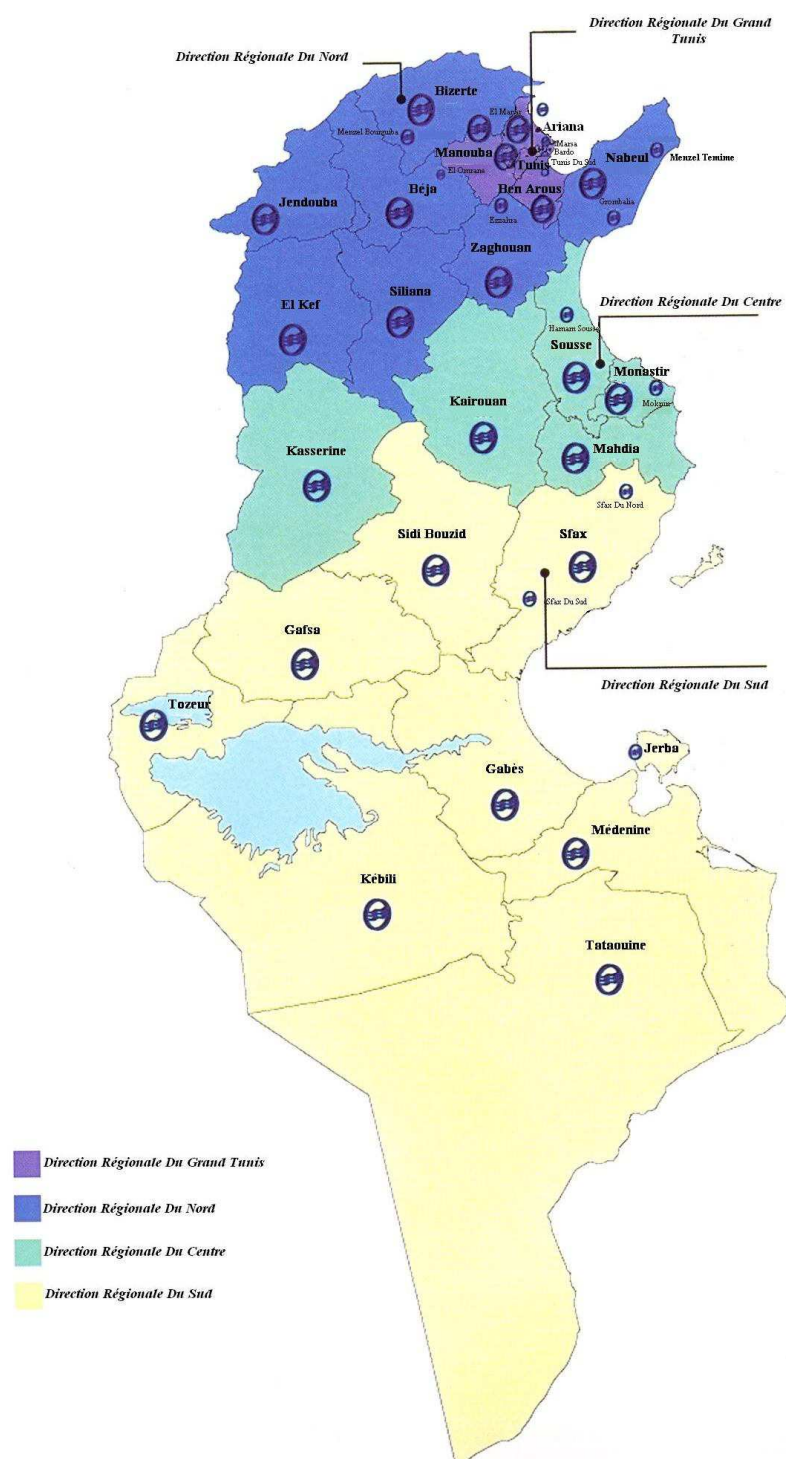 Direction Régionale Du Grand
Tunis
Direction Régionale Du Nord
Bizerte
El Manar
Ariana
Menzel Bourguiba
Marsa
Bardo
Manouba
Tunis
Tunis Du Sud
Nabeul
Menzel Temime
El Omrane
Jendouba
Béja
Ben Arous
Ezzahra
Grombalia
Zaghouan
El Kef
Siliana
Direction Régionale Du Centre
Hamam Sousse
Sousse
Monastir
Moknin
Kairouan
Mahdia
Kasserine
Sfax Du Nord
Sidi Bouzid
Sfax
Sfax Du Sud
Gafsa
Direction Régionale Du Sud
Tozeur
Jerba
Gabès
Médenine
Kébili
Tataouine
Direction Régionale Du Grand Tunis
Direction Régionale Du Nord
Direction Régionale Du Centre
Direction Régionale Du Sud